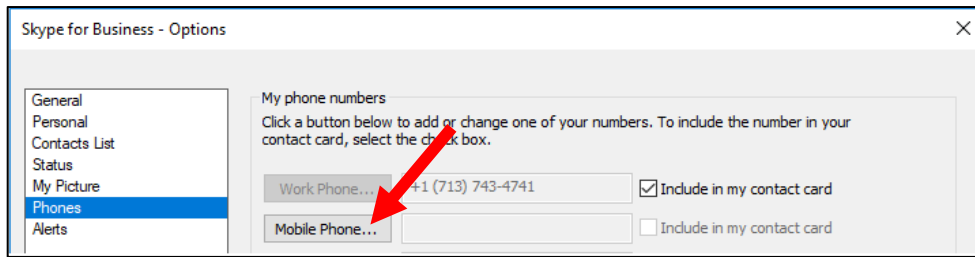 Skype for Business - Options
General
Personal
Contacts List
Status
My Picture
Phones
Alerts
My phone numbers
Click a button below to add or change one of your numbers. To include the number in your
contact card, select the check box.
Work Phone... +1 (713) 743-4741 Include in my contact card
Mobile Phone... Include in my contact card